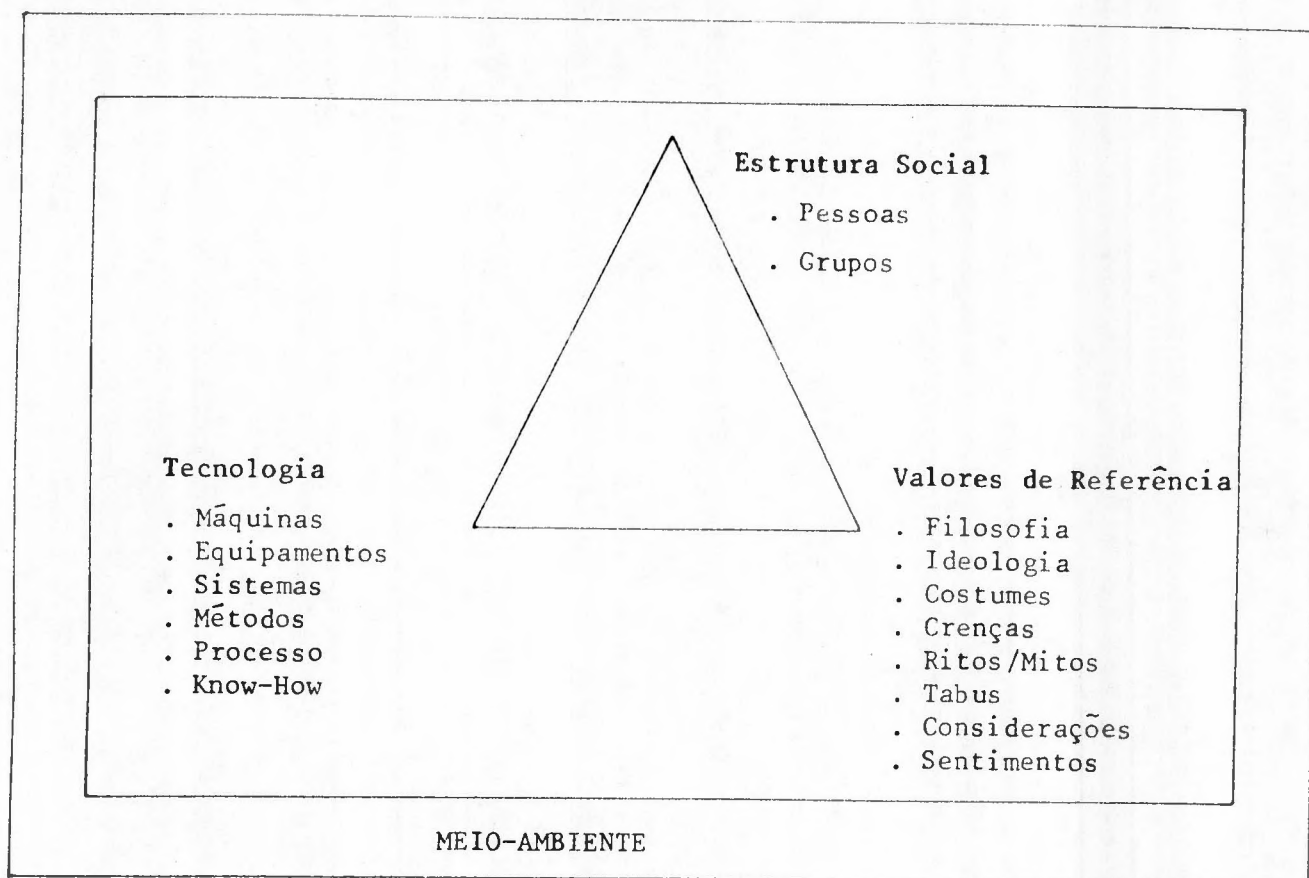 Estrutura Social
. Pessoas
. Grupos
Tecnologia
. Máquinas
. Equipamentos
. Sistemas
. Métodos
. Processo
. Know-How
Valores de Referência
. Filosofia
. Ideologia
. Costumes
. Crenças
. Ritos/Mitos
. Tabus
. Considerações
. Sentimentos
MEIO-AMBIENTE